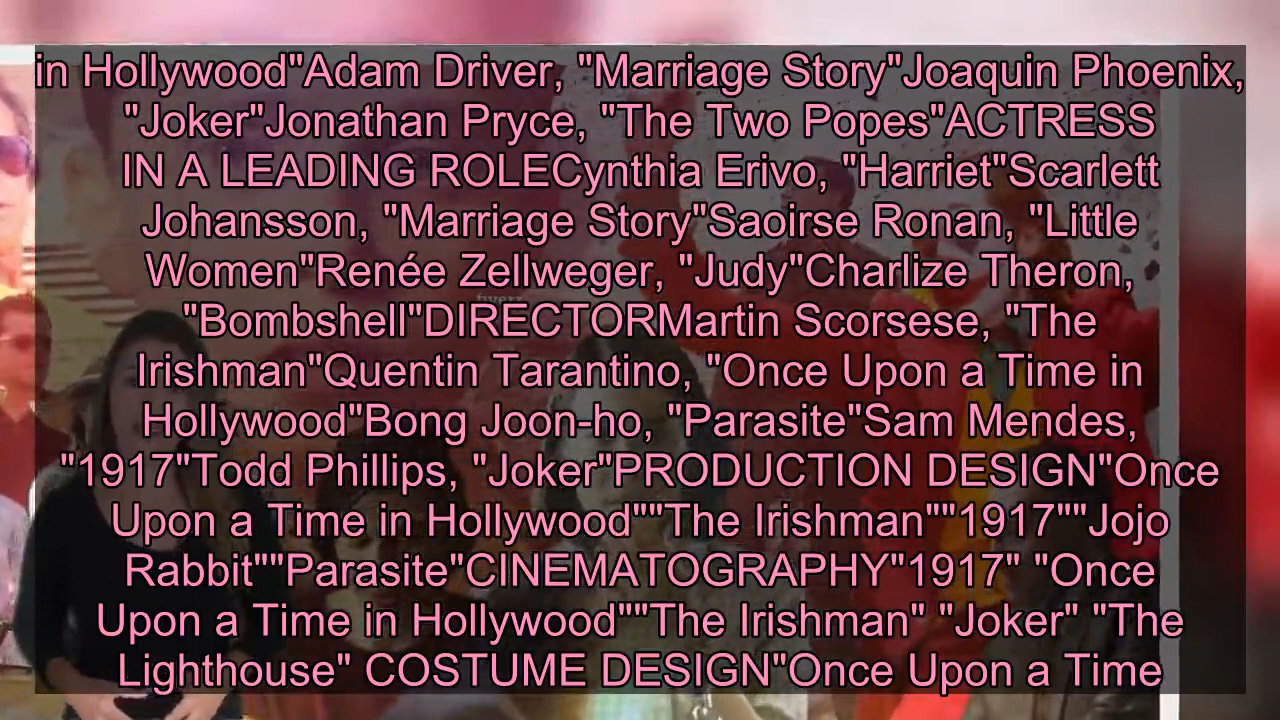 in Hollywood"Adam Driver, "Marriage Story"Joaquin Phoenix,
"Joker"Jonathan Pryce, "The Two Popes"ACTRESS
IN A LEADING ROLECynthia Erivo, "Harriet"Scarlett
Johansson, "Marriage Story"Saoirse Ronan, "Little
Women"Renée Zellweger, "Judy"Charlize Theron,
"Bombshell"DIRECTORMartin Scorsese, "The
Irishman"Quentin Tarantino, "Once Upon a Time in
Hollywood"Bong Joon-ho, "Parasite"Sam Mendes,
"1917"Todd Phillips, "Joker"PRODUCTION DESIGN"Once
Upon a Time in Hollywood""The Irishman""1917""Jojo
Rabbit""Parasite"CINEMATOGRAPHY"1917" "Once
Upon a Time in Hollywood""The Irishman" "Joker" "The
Lighthouse" COSTUME DESIGN"Once Upon a Time